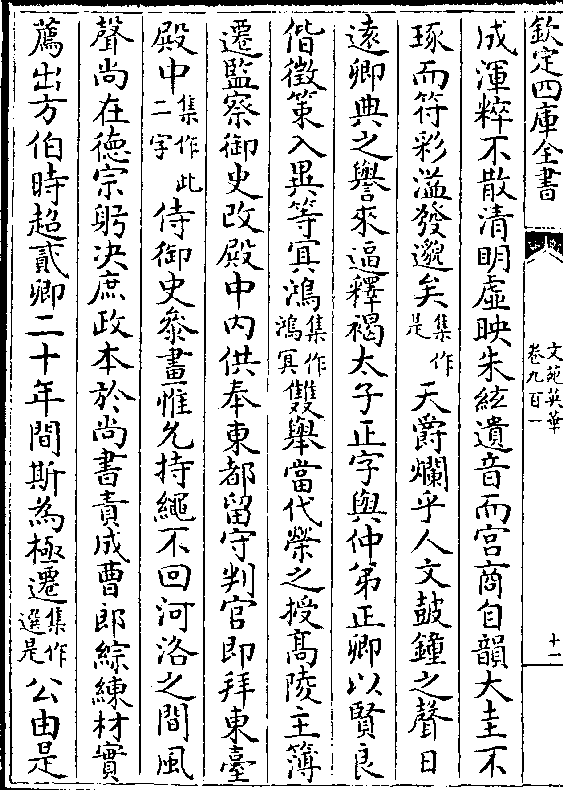 欽定四庫全書
文苑英華
卷九百一
十一
成渾粹不散清明虛映朱絃遺音而宮商自韻大圭不
琢而符彩溢發邈矣集作是天爵爛乎人文鼓鐘之聲日
遠卿典之譽來逼釋褐太子正字與仲弟正卿以賢良
偕徵策入異等冥鴻集作鴻冥雙舉當代榮之授髙陵主簿
遷監察御史改殿中内供奉東都留守判官即拜東臺
殿中集作此二字侍御史叅畫惟允持繩不回河洛之間風
聲尚在德宗躬决庶政本於尚書責成曹郎綜練材實
薦出方伯時超貳卿二十年間斯為極遷集作選是公由是